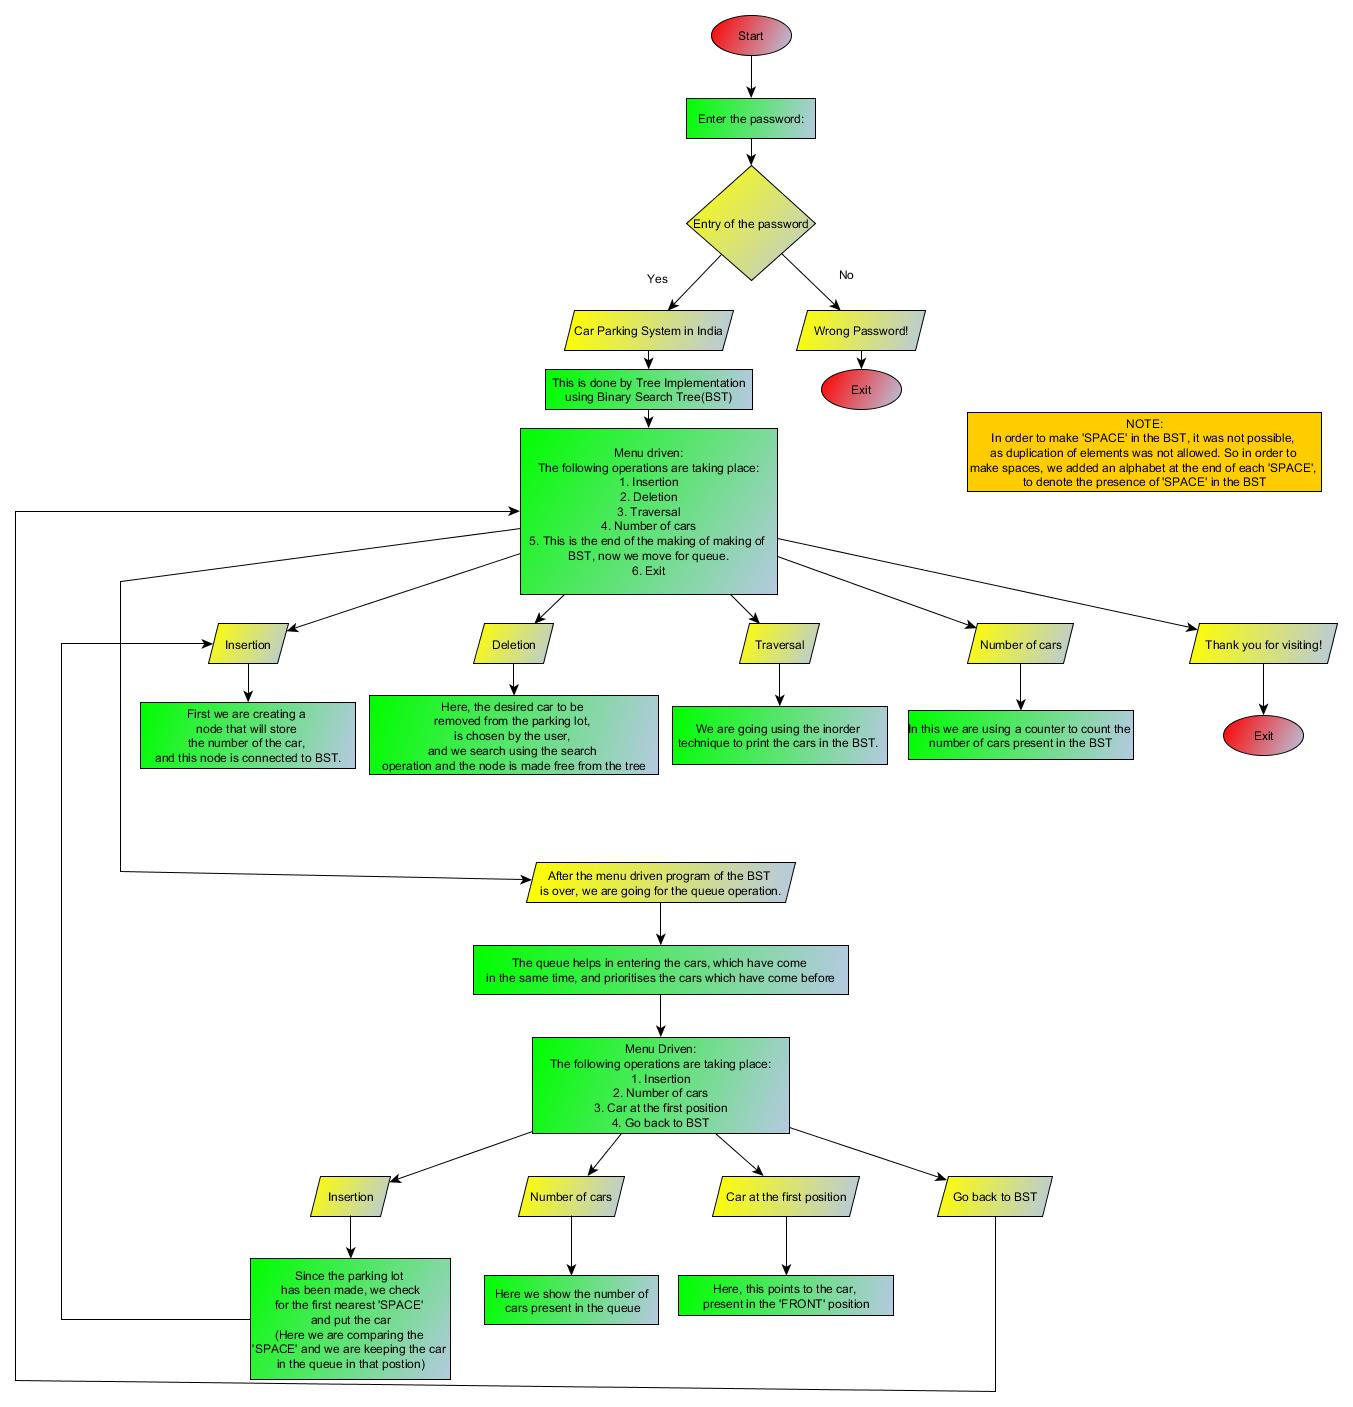 Start
Enter the password:
Entry of the password
Yes
No
Car Parking System in India
Wrong Password!
This is done by Tree Implementation
using Binary Search Tree(BST)
Exit
NOTE:
In order to make 'SPACE' in the BST, it was not possible,
as duplication of elements was not allowed. So in order to
make spaces, we added an alphabet at the end of each 'SPACE',
to denote the presence of 'SPACE' in the BST
Menu driven:
The following operations are taking place:
1. Insertion
2. Deletion
3. Traversal
4. Number of cars
5. This is the end of the making of making of
BST, now we move for queue.
6. Exit
Insertion
Deletion
Traversal
Number of cars
Thank you for visiting!
First we are creating a
node that will store
the number of the car,
and this node is connected to BST.
Here, the desired car to be
removed from the parking lot,
is chosen by the user,
and we search using the search
operation and the node is made free from the tree
We are going using the inorder
technique to print the cars in the BST.
In this we are using a counter to count the
number of cars present in the BST
Exit
After the menu driven program of the BST
is over, we are going for the queue operation.
The queue helps in entering the cars, which have come
in the same time, and prioritises the cars which have come before
Menu Driven:
The following operations are taking place:
1. Insertion
2. Number of cars
3. Car at the first position
4. Go back to BST
Insertion
Number of cars
Car at the first position
Go back to BST
Since the parking lot
has been made, we check
for the first nearest 'SPACE'
and put the car
(Here we are comparing the
'SPACE' and we are keeping the car
in the queue in that postion)
Here we show the number of
cars present in the queue
Here, this points to the car,
present in the 'FRONT' position